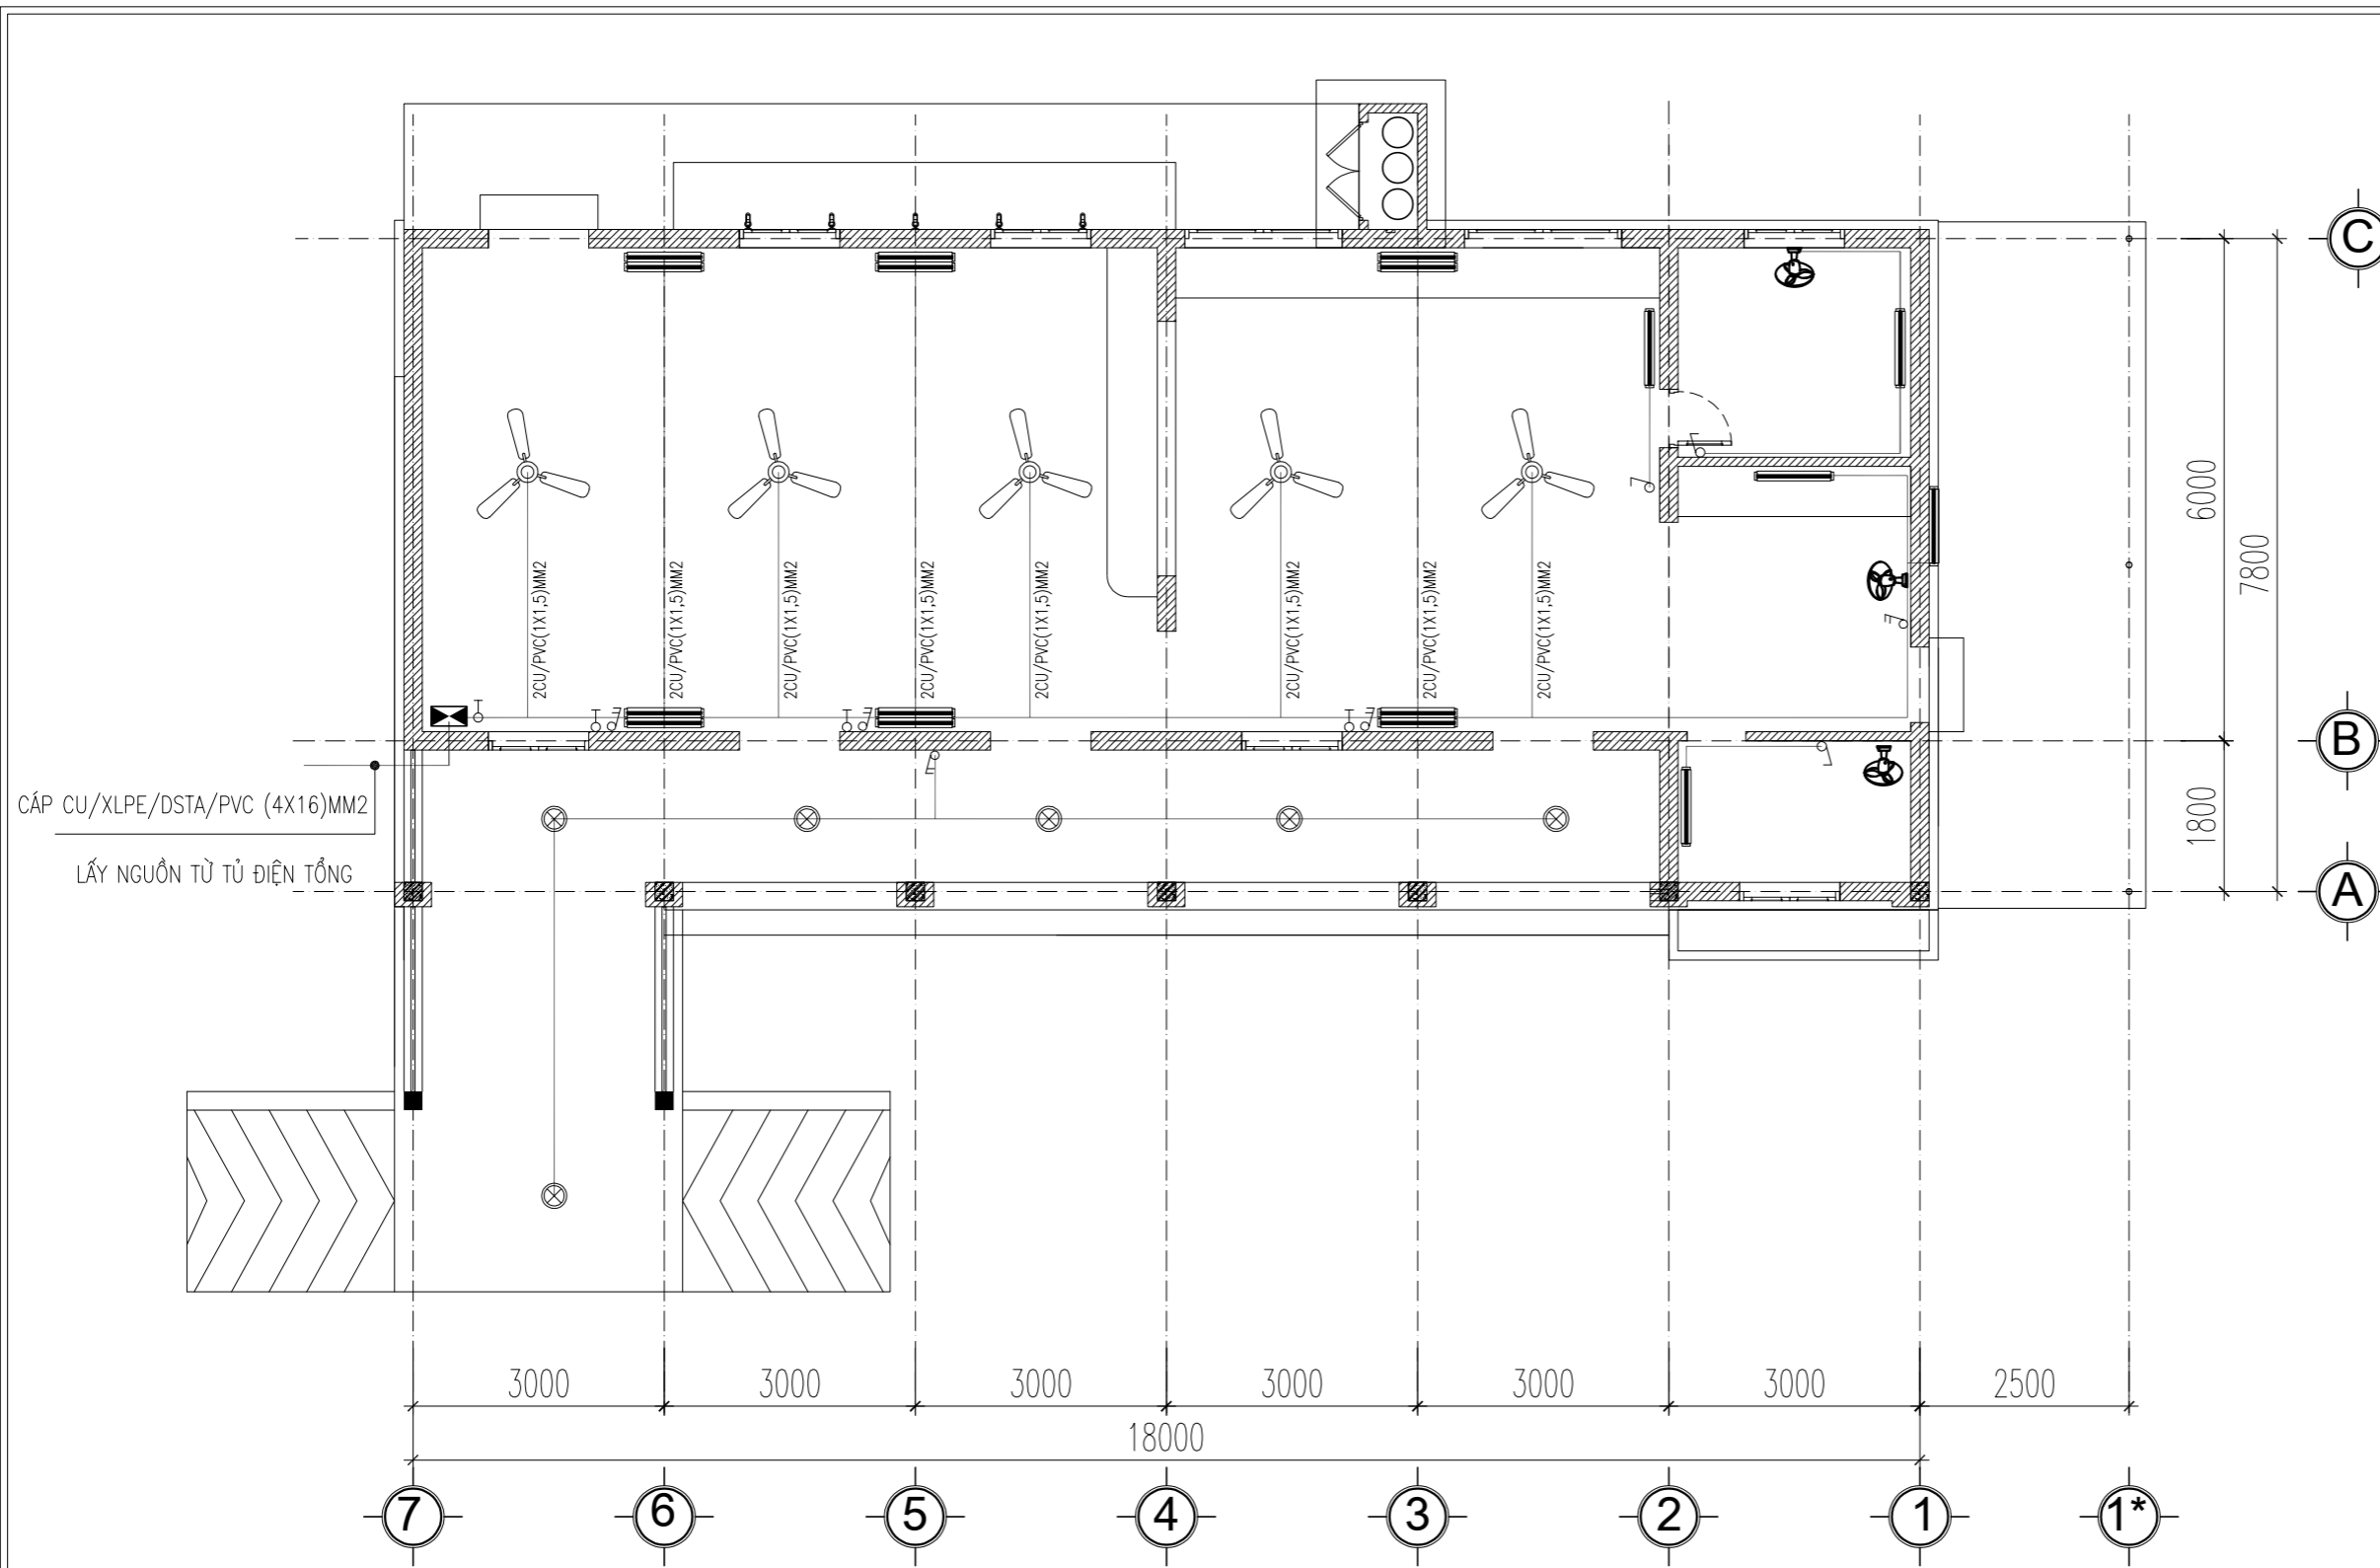 C
6000
7800
2CU/PVC(1X1,5)MM2
2CU/PVC(1X1,5)MM2
2CU/PVC(1X1,5)MM2
2CU/PVC(1X1,5)MM2
2CU/PVC(1X1,5)MM2
2CU/PVC(1X1,5)MM2
2CU/PVC(1X1,5)MM2
2CU/PVC(1X1,5)MM2
B
CÁP CU/XLPE/DSTA/PVC (4X16)MM2
LẤY NGUỒN TỪ TỦ ĐIỆN TỔNG
1800
A
3000
3000
3000
3000
3000
3000
2500
18000
7
6
5
4
3
2
1
1*